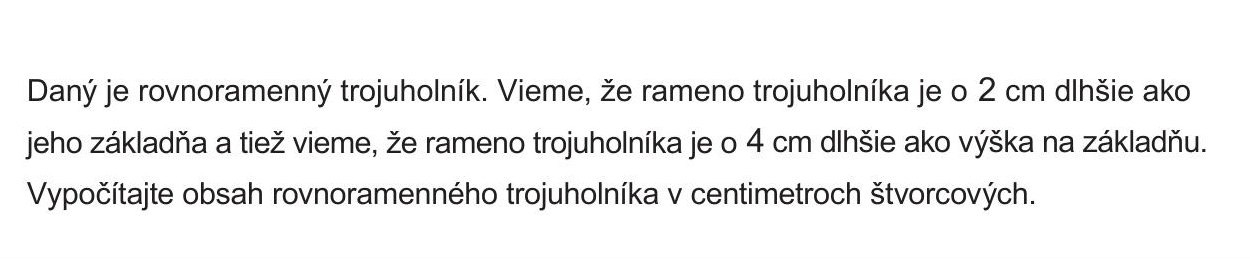 Daný je rovnoramenný trojuholník. Vieme, že rameno trojuholníka je o 2 cm dlhšie ako
jeho základňa a tiež vieme, že rameno trojuholníka je o 4 cm dlhšie ako výška na základňu.
Vypočítajte obsah rovnoramenného trojuholníka v centimetroch štvorcových.